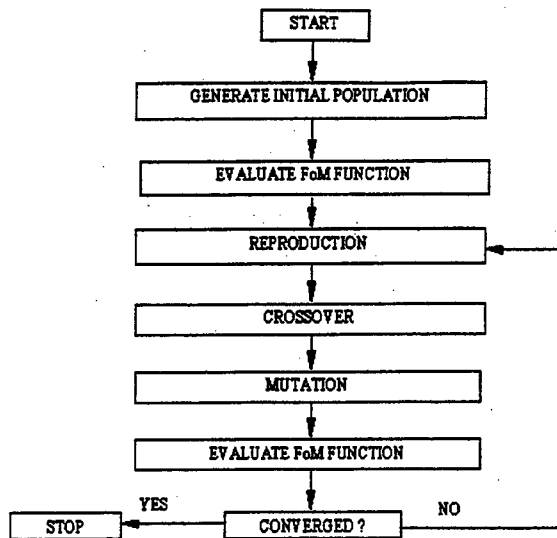 START
GENERATE INITIAL POPULATION
EVALUATE FoM FUNCTION
REPRODUCTION
CROSSOVER
MUTATION
EVALUATE FoM FUNCTION
YES
NO
STOP
CONVERGED ?